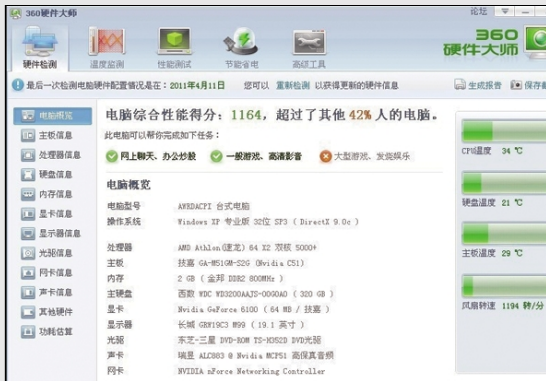 360硬件大师
论坛
硬件检测
温度监测
性能测试
节能省电
高级工具
360
硬件大师
最后一次检测电脑硬件配置情况是在：2011年4月11日 您可以 重新检测 以获得更新的硬件信息
生成报告
保存
电脑概览
主板信息
处理器信息
硬盘信息
内存信息
显卡信息
显示器信息
光驱信息
网卡信息
声卡信息
其他硬件
功耗估算
电脑综合性能得分：1164，超过了其他 42% 人的电脑。
此电脑可以帮你完成如下任务：
网上聊天、办公炒股
一般游戏、高清影音
大型游戏、发烧娱乐
电脑概览
电脑型号 AWRDACPI 台式电脑
操作系统 Windows XP 专业版 32位 SP3 ( DirectX 9.0c )
处理器 AMD Athlon(速龙) 64 X2 双核 5000+
主板 技嘉 GA-M51GM-S2G (Nvidia C51)
内存 2 GB ( 金邦 DDR2 800MHz )
主硬盘 西数 WDC WD3200AAJS-00G0A0 ( 320 GB )
显卡 Nvidia GeForce 6100 ( 64 MB / 技嘉 )
显示器 长城 GRW19C3 M99 ( 19.1 英寸 )
光驱 东芝-三星 DVD-ROM TS-H352D DVD光驱
声卡 瑞昱 ALC883 @ Nvidia MCP51 高保真音频
网卡 NVIDIA nForce Networking Controller
CPU温度 34 ℃
硬盘温度 21 ℃
主板温度 29 ℃
风扇转速 1194 转/分